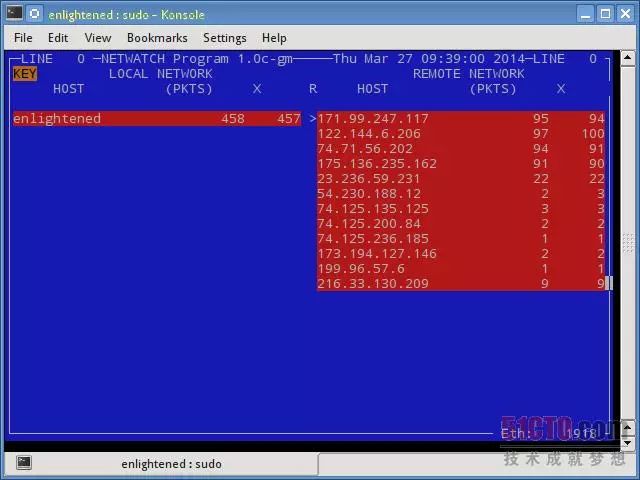 enlightened : sudo – Konsole
File Edit View Bookmarks Settings Help
LINE 0 NETWATCH Program 1.0c-gm Thu Mar 27 09:39:00 2014 LINE 0
KEY LOCAL NETWORK REMOTE NETWORK
HOST (PKTS) X R HOST (PKTS) X
enlightened 458 457 >171.99.247.117 95 94
122.144.6.206 97 100
74.71.56.202 94 91
175.136.235.162 91 90
23.236.59.231 22 22
54.230.188.12 2 3
74.125.135.125 3 3
74.125.200.84 2 2
74.125.236.185 1 1
173.194.127.146 2 2
199.96.57.6 1 1
216.33.130.209 9 9
51CTO.com
Eth: 1918
技术成就梦想
enlightened : sudo